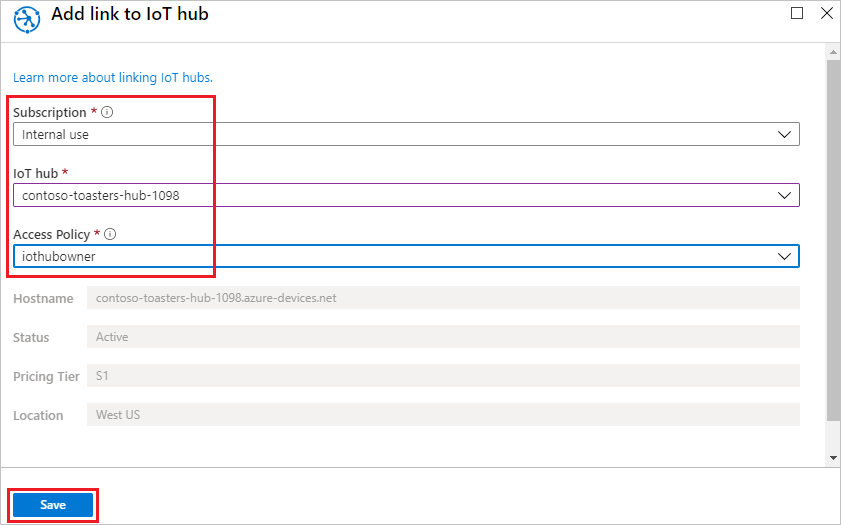 Add link to IoT hub
Learn more about linking IoT hubs.
Subscription *
Internal use
IoT hub *
contoso-toasters-hub-1098
Access Policy *
iothubowner
Hostname contoso-toasters-hub-1098.azure-devices.net
Status Active
Pricing Tier S1
Location West US
Save